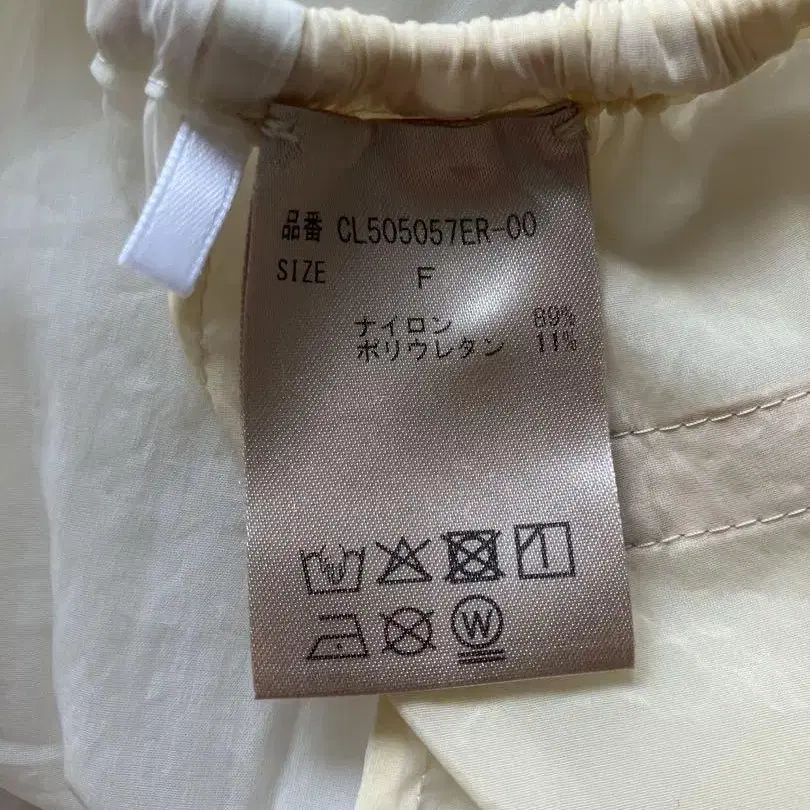 品番 CL505057ER-00
SIZE F
ナイロン 89%
ポリウレタン 11%
W